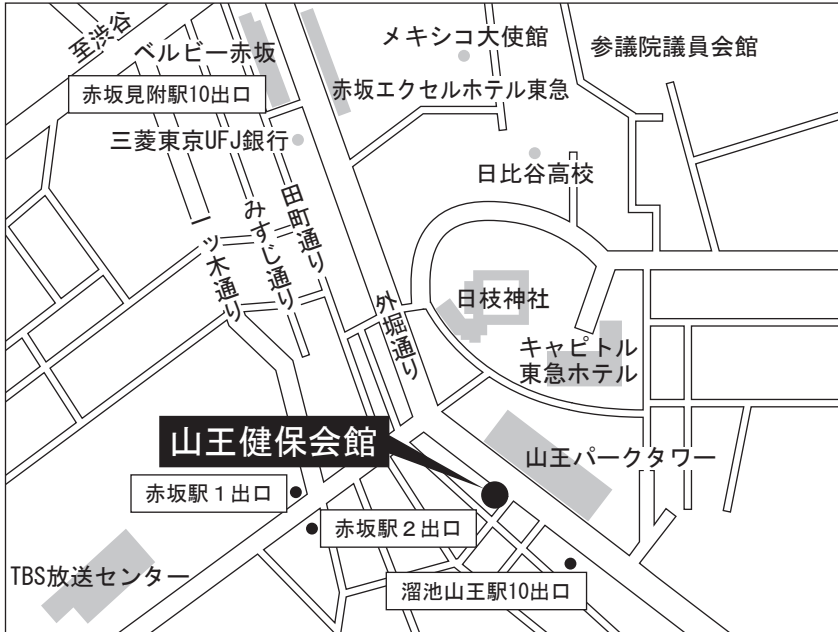 至渋谷
ベルビー赤坂
メキシコ大使館
参議院議員会館
赤坂見附駅10出口
赤坂エクセルホテル東急
三菱東京UFJ銀行
日比谷高校
一ッ木通り
みすじ通り
田町通り
外堀通り
日枝神社
キャピトル
東急ホテル
山王健保会館
山王パークタワー
赤坂駅1出口
赤坂駅2出口
TBS放送センター
溜池山王駅10出口